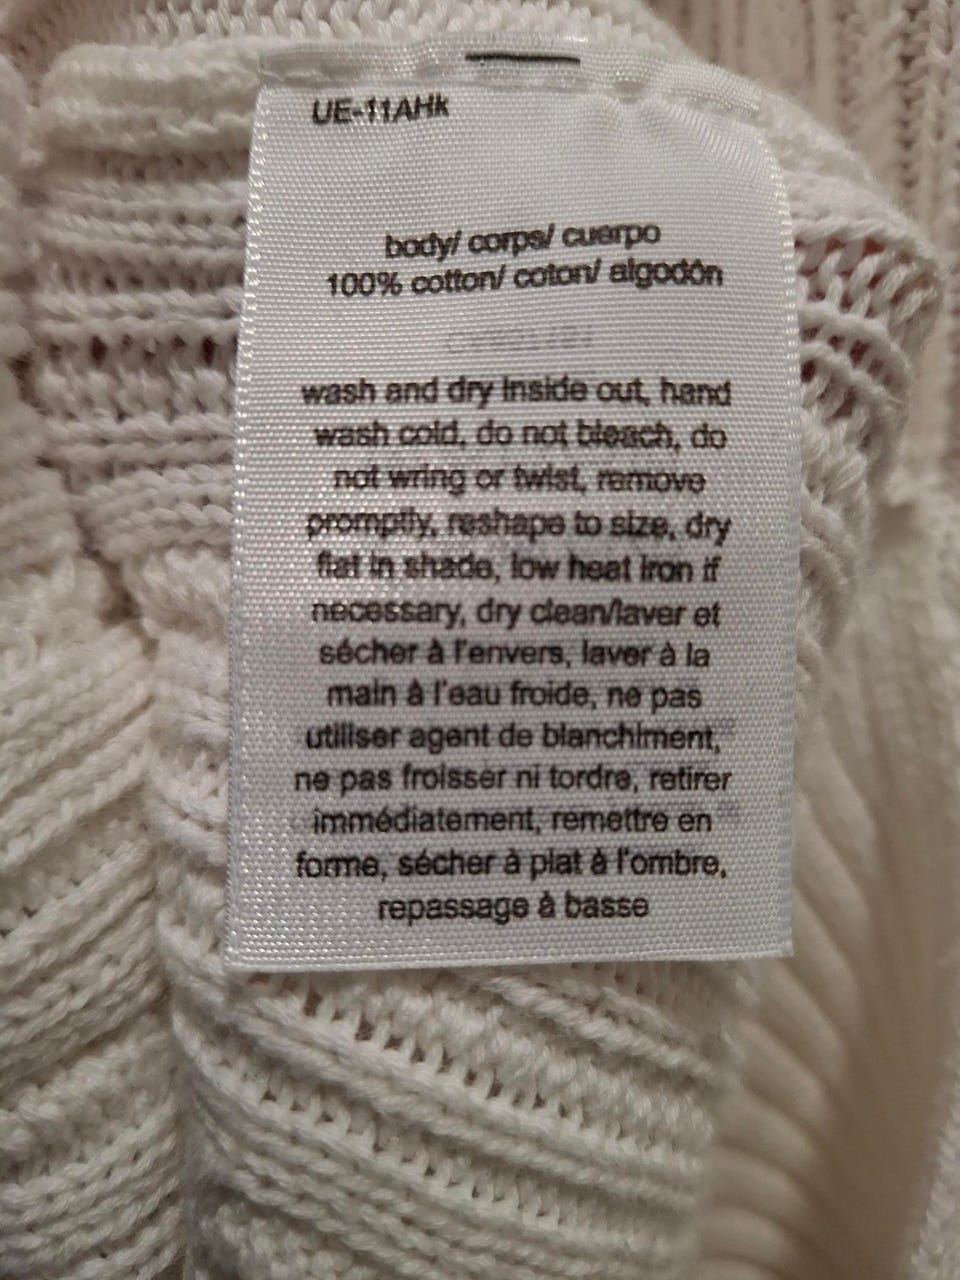 UE-11AHk
body/ corps/ cuerpo
100% cotton/ coton/ algodón
wash and dry inside out, hand
wash cold, do not bleach, do
not wring or twist, remove
promptly, reshape to size, dry
flat in shade, low heat iron if
necessary, dry clean/laver et
sécher à l'envers, laver à la
main à l'eau froide, ne pas
utiliser agent de blanchiment,
ne pas froisser ni tordre, retirer
immédiatement, remettre en
forme, sécher à plat à l'ombre,
repassage à basse